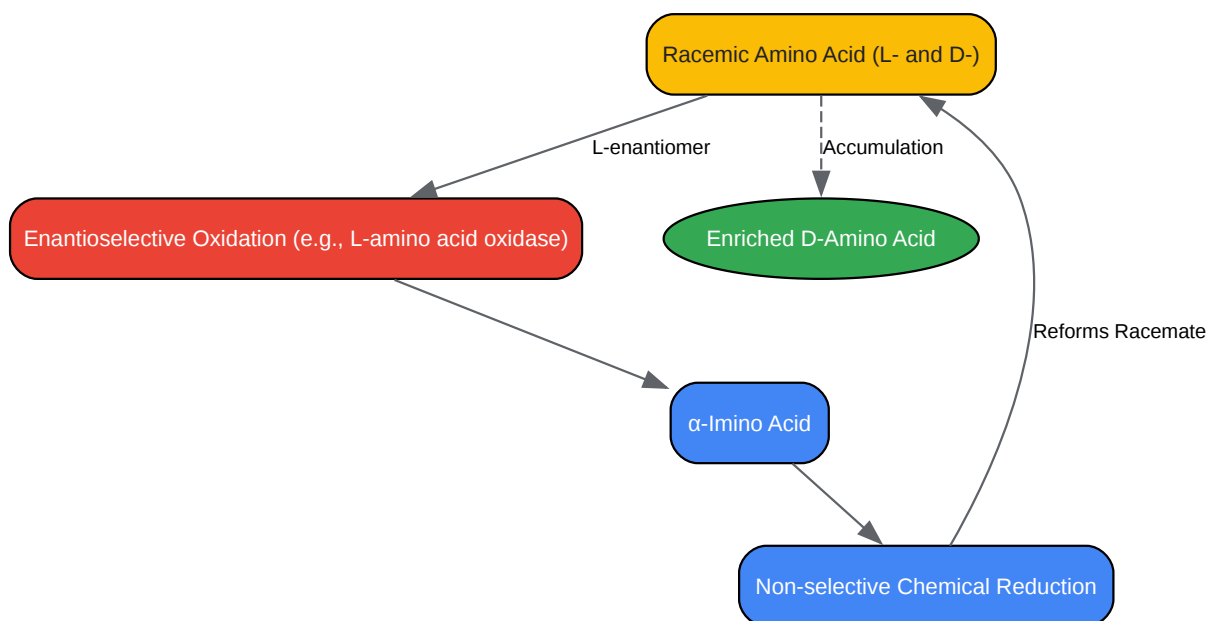 Racemic Amino Acid (L- and D-)
L-enantiomer
Accumulation
Enantioselective Oxidation (e.g., L-amino acid oxidase)
Enriched D-Amino Acid
Reforms Racemate
α-Imino Acid
Non-selective Chemical Reduction